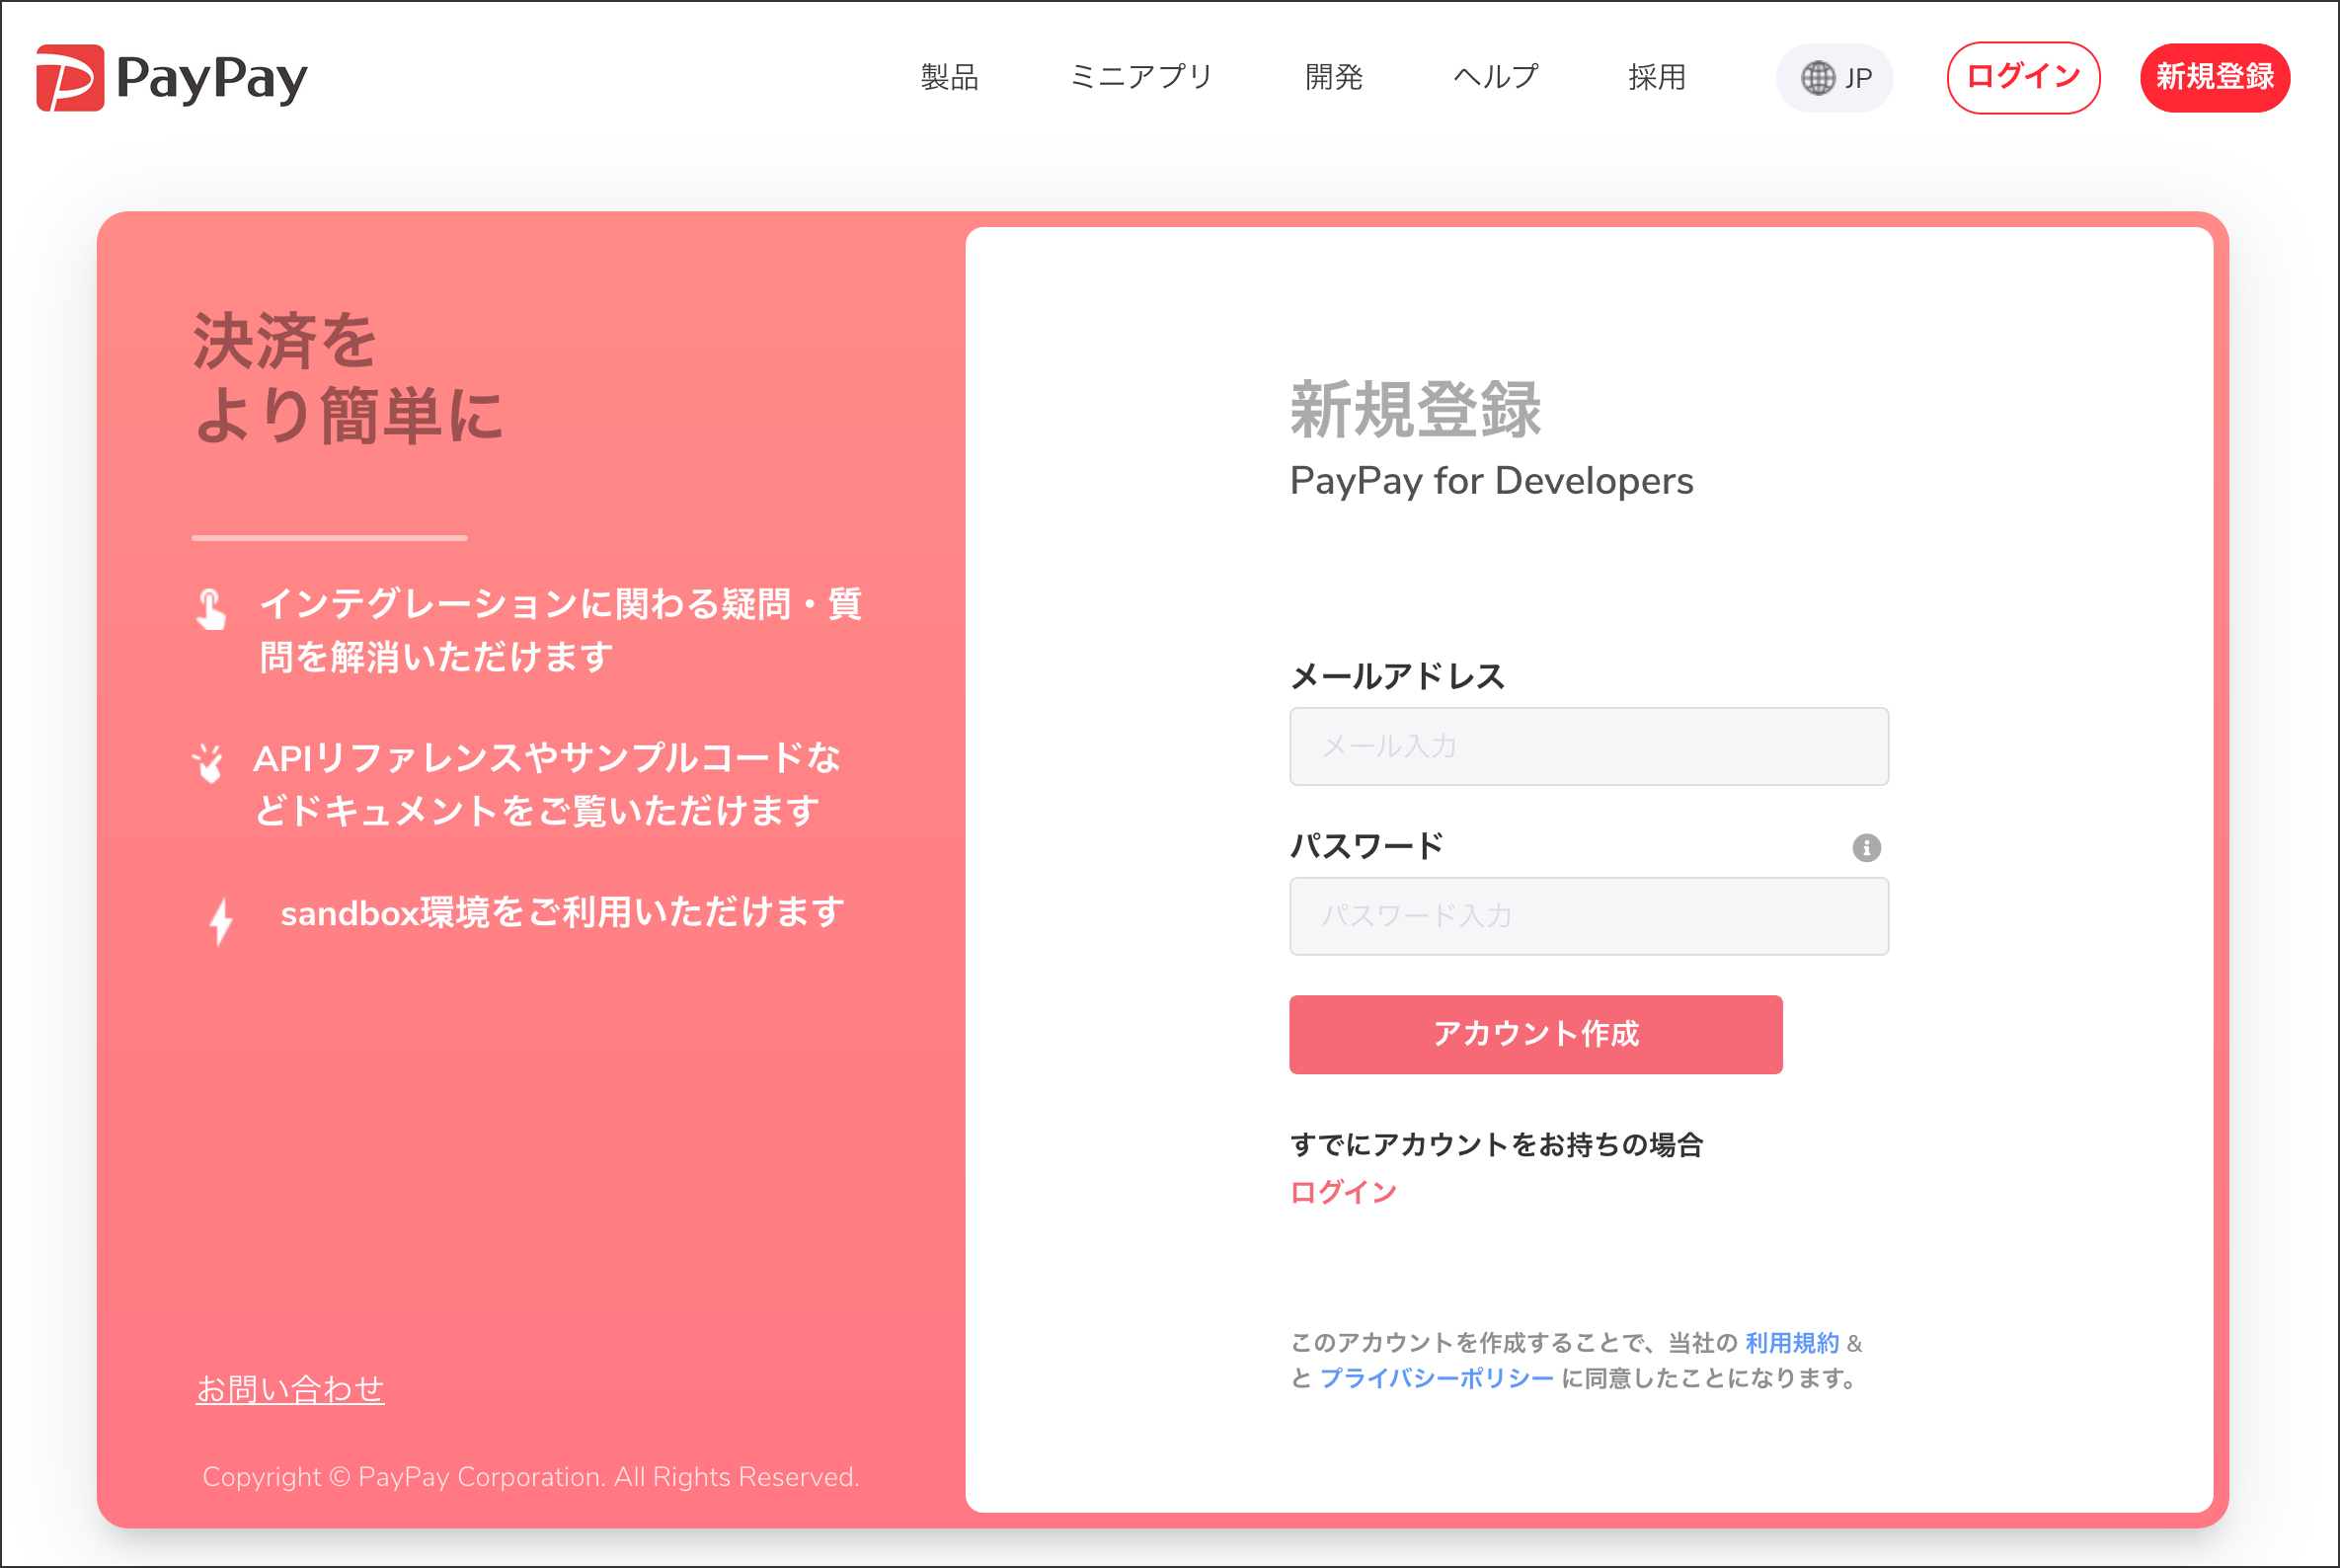 PayPay
製品 ミニアプリ 開発 ヘルプ 採用 JP ログイン 新規登録
決済を
より簡単に
インテグレーションに関わる疑問・質
問を解消いただけます
APIリファレンスやサンプルコードな
どドキュメントをご覧いただけます
sandbox環境をご利用いただけます
お問い合わせ
Copyright © PayPay Corporation. All Rights Reserved.
新規登録
PayPay for Developers
メールアドレス
メール入力
パスワード
パスワード入力
アカウント作成
すでにアカウントをお持ちの場合
ログイン
このアカウントを作成することで、当社の 利用規約 &
と プライバシーポリシー に同意したことになります。